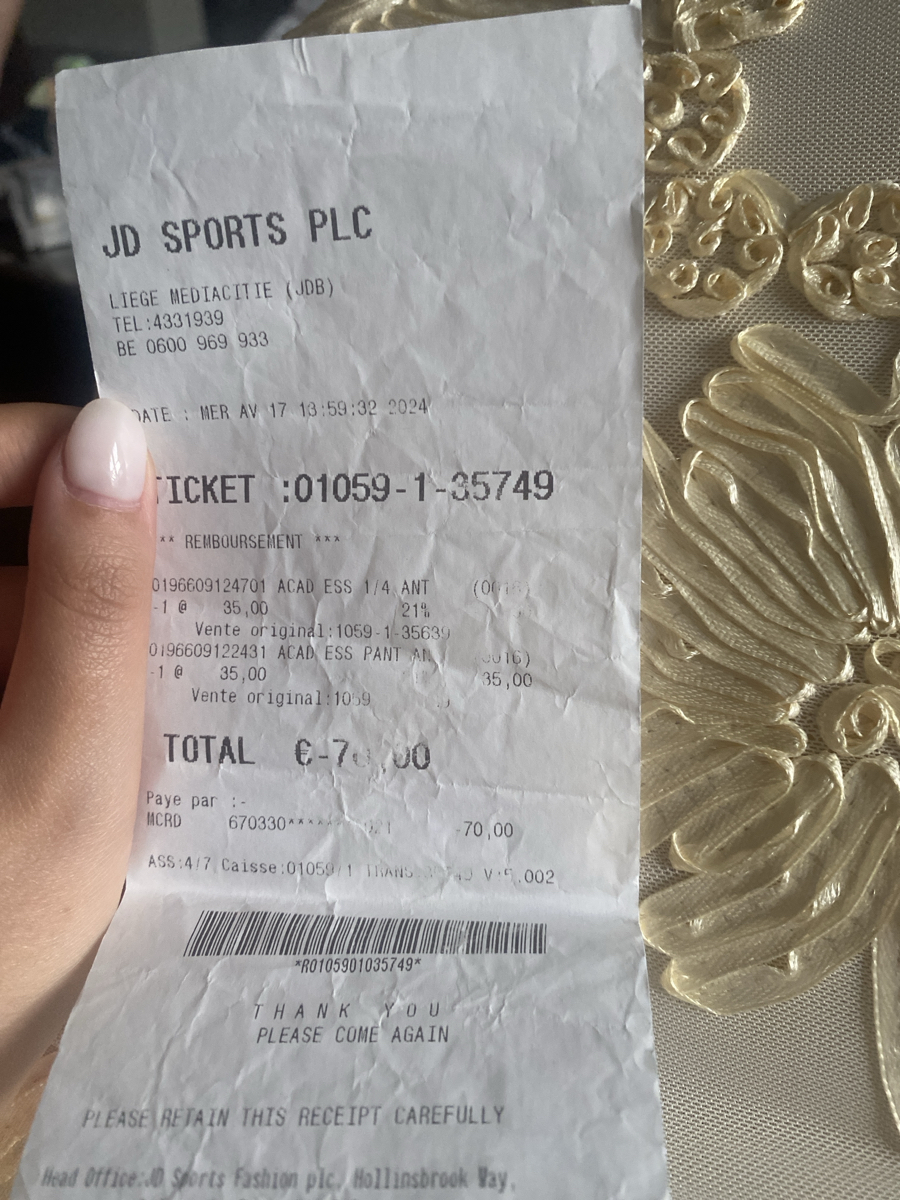 JD SPORTS PLC
LIEGE MEDIACITIE (JDB)
TEL:4331939
BE 0600 969 933
DATE : MER AV 17 13:59:32 2024
TICKET :01059-1-35749
** REMBOURSEMENT ***
0196609124701 ACAD ESS 1/4 ANT
-1 @ 35,00 21%
Vente original:1059-1-35639
0196609122431 ACAD ESS PANT
-1 @ 35,00 35,00
Vente original:1059
TOTAL €-70,00
Paye par :-
MCRD 670330****** -70,00
ASS:4/7 Caisse:01059/1 V:5.002
*R0105901035749*
THANK YOU
PLEASE COME AGAIN
PLEASE RETAIN THIS RECEIPT CAREFULLY
Head Office:JD Sports Fashion plc, Hollinsbrook Way,